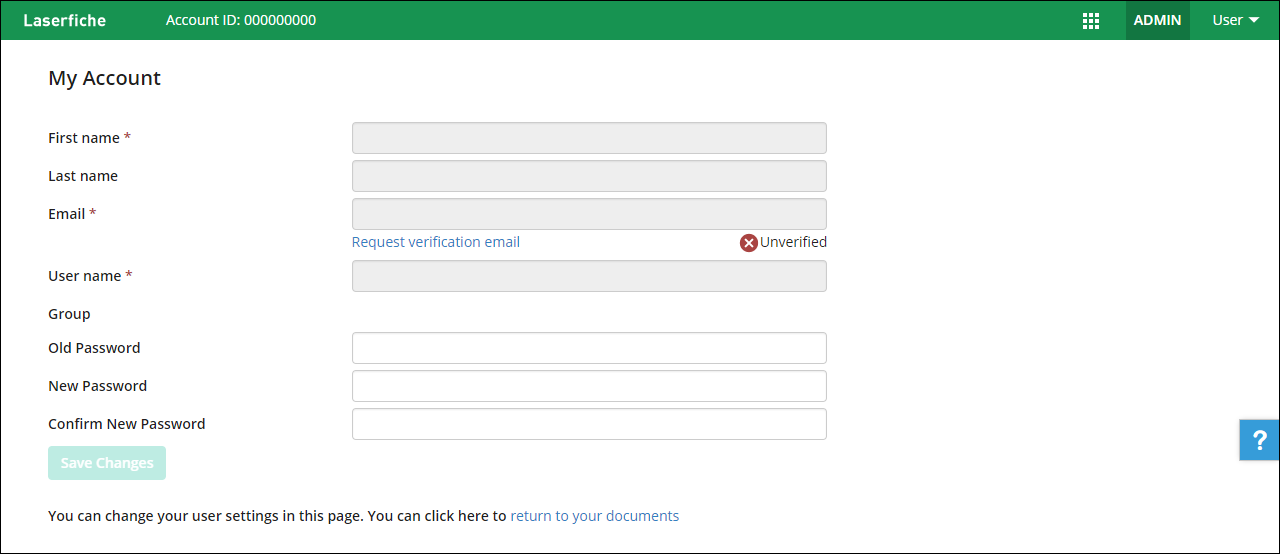 Laserfiche Account ID: 000000000 ADMIN User
My Account
First name *
Last name
Email *
Request verification email Unverified
User name *
Group
Old Password
New Password
Confirm New Password
Save Changes
?
You can change your user settings in this page. You can click here to return to your documents